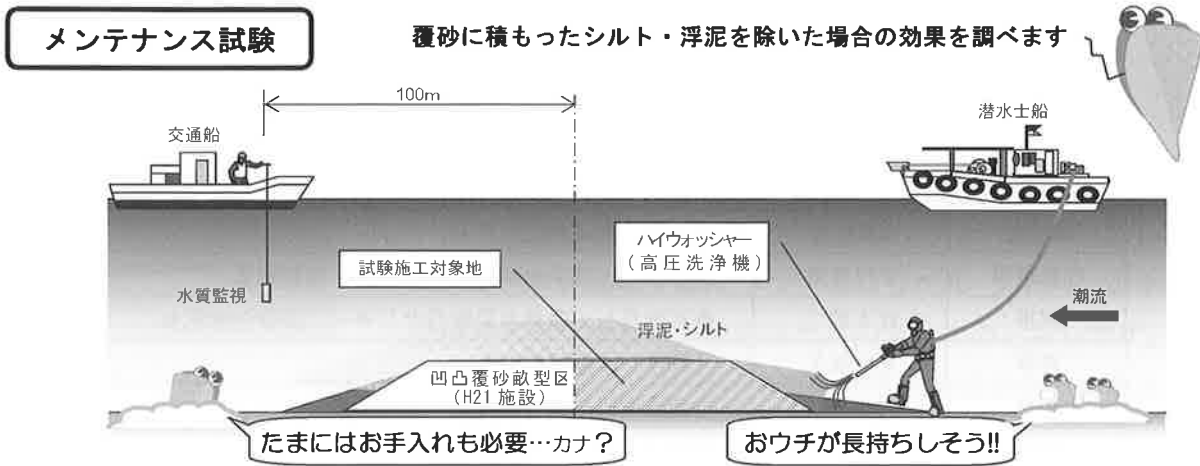 メンテナンス試験
覆砂に積もったシルト・浮泥を除いた場合の効果を調べます
100m
交通船
潜水士船
試験施工対象地
ハイウォッシャー
(高圧洗浄機)
水質監視
潮流
浮泥・シルト
凹凸覆砂畝型区
(H21 施設)
たまにはお手入れも必要…カナ?
おウチが長持ちしそう!!